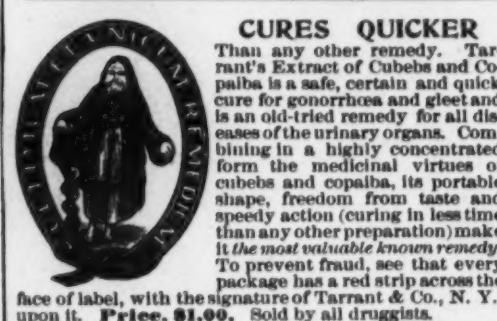 CURES QUICKER
Than any other remedy. Tar
rant's Extract of Cubebs and Co
paiba is a safe, certain and quick
cure for gonorrhœa and gleet and
is an old-tried remedy for all dis
eases of the urinary organs. Com
bining in a highly concentrated
form the medicinal virtues o
cubebs and copaiba, its portable
shape, freedom from taste and
speedy action (curing in less time
than any other preparation) make
it the most valuable known remedy
To prevent fraud, see that every
package has a red strip across the
face of label, with the signature of Tarrant & Co., N. Y.
upon it. Price, $1.00. Sold by all druggists.
REMEDIUM